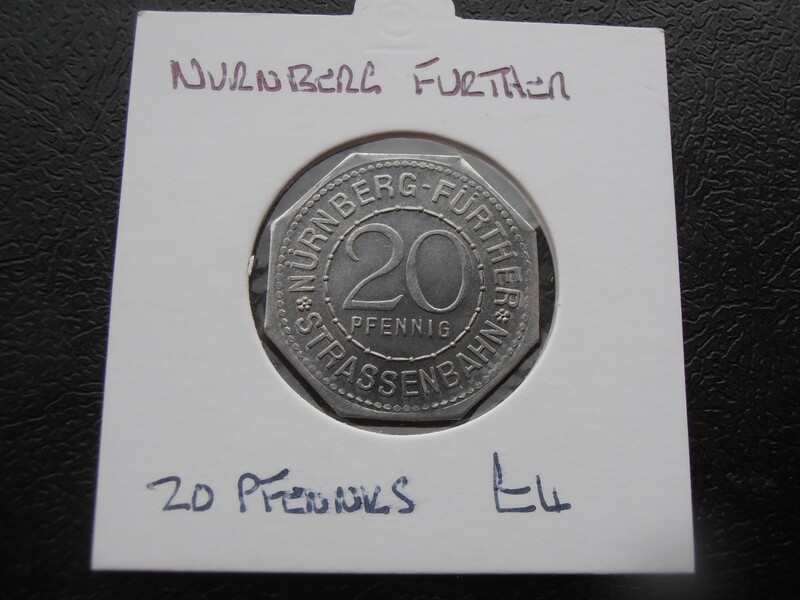 NURNBERG FURTHER
NÜRNBERG-FÜRTHER
20
PFENNIG
STRASSENBAHN
20 PFENNIGS £4